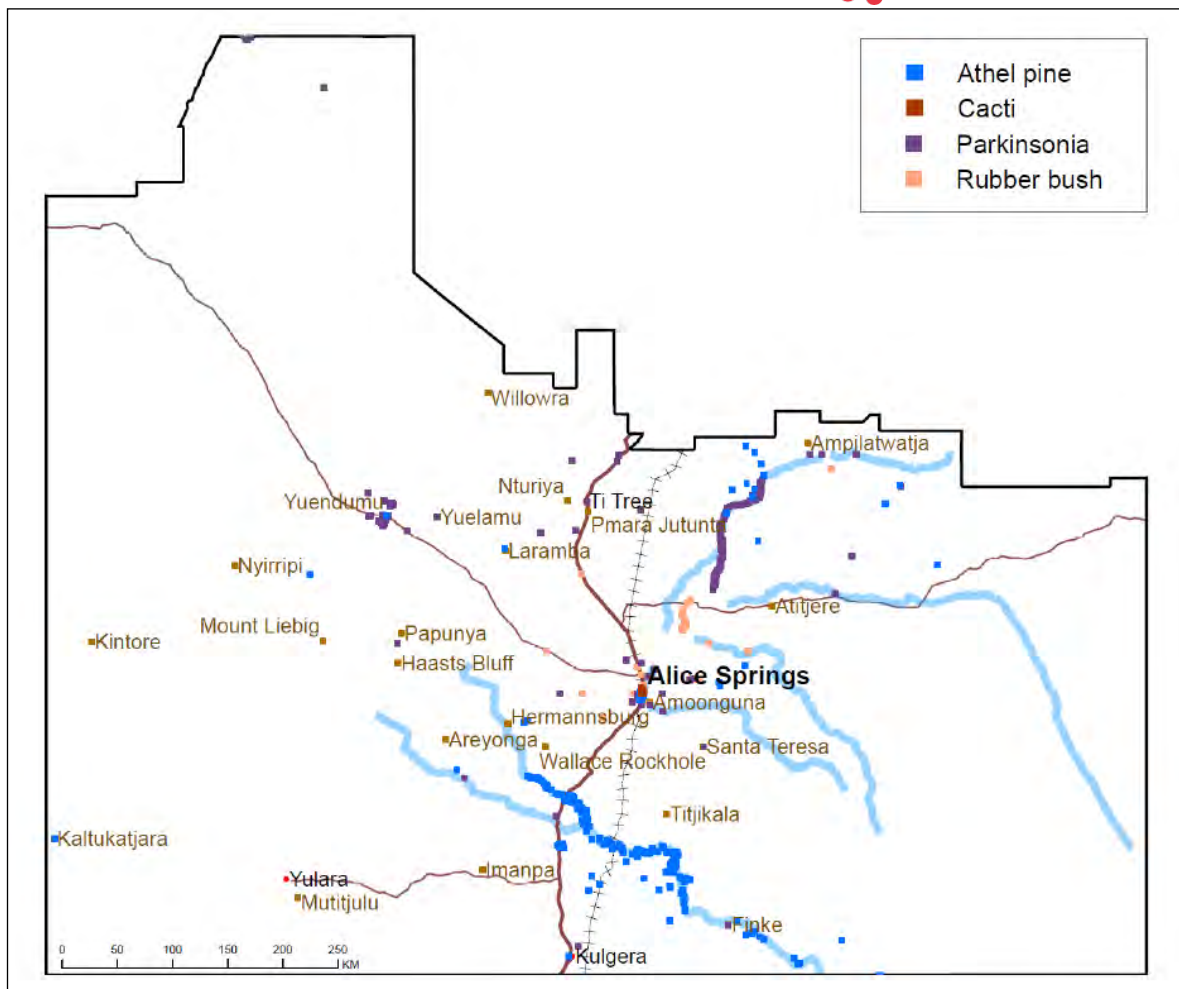 Athel pine
Cacti
Parkinsonia
Rubber bush
Willowra
Ampilatwatja
Nturiya
Yuendumu
Ti Tree
Yuelamu
Pmara Jutunta
Laramba
Nyirripi
Atitjere
Mount Liebig
Papunya
Kintore
Haasts Bluff
Alice Springs
Amoonguna
Hermannsburg
Areyonga
Wallace Rockhole
Santa Teresa
Titjikala
Kaltukatjara
Imanpa
Yulara
Mutitjulu
Finke
Kulgera
0 50 100 150 200 250
KM